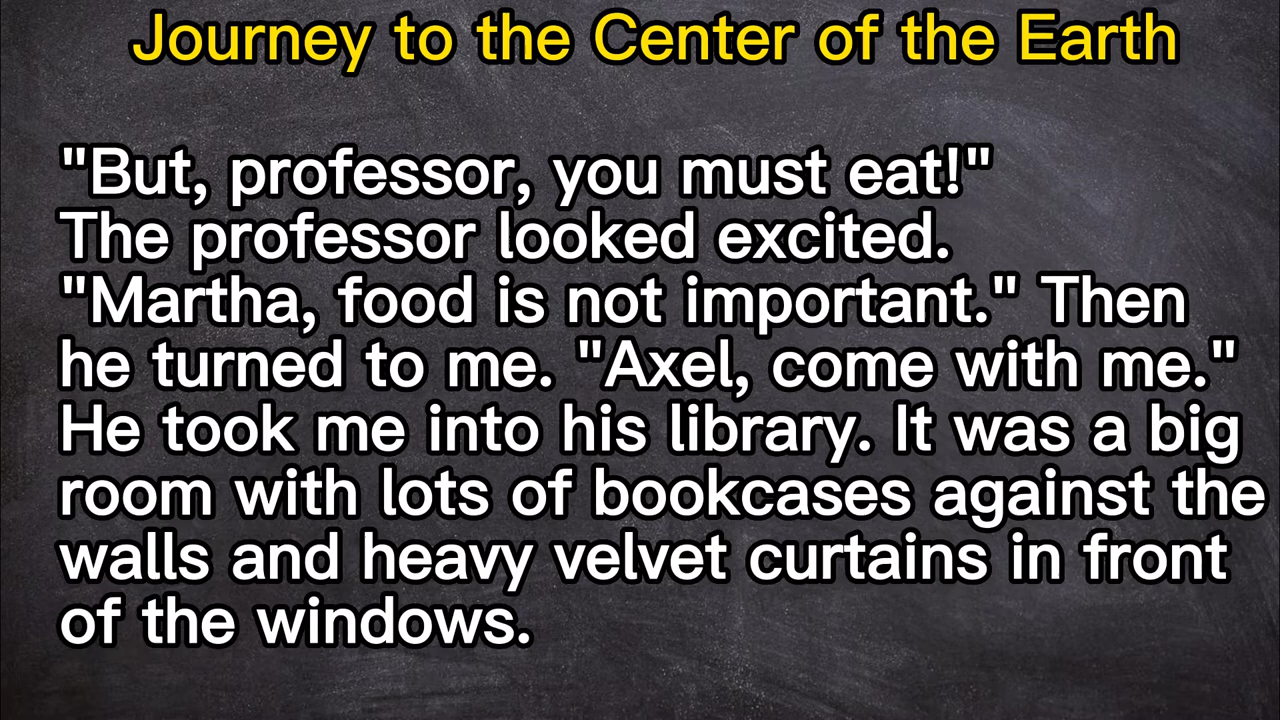 Journey to the Center of the Earth
"But, professor, you must eat!"
The professor looked excited.
"Martha, food is not important." Then
he turned to me. "Axel, come with me."
He took me into his library. It was a big
room with lots of bookcases against the
walls and heavy velvet curtains in front
of the windows.